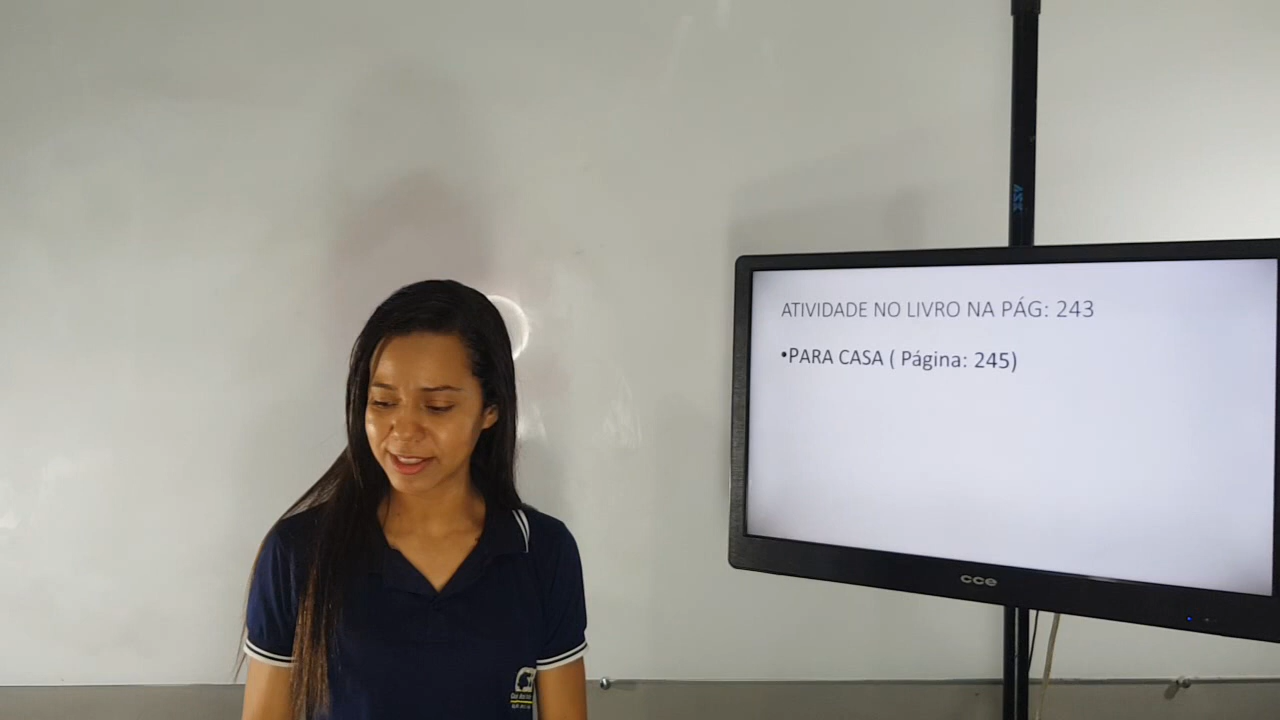 ATIVIDADE NO LIVRO NA PÁG: 243
•PARA CASA ( Página: 245)
cce